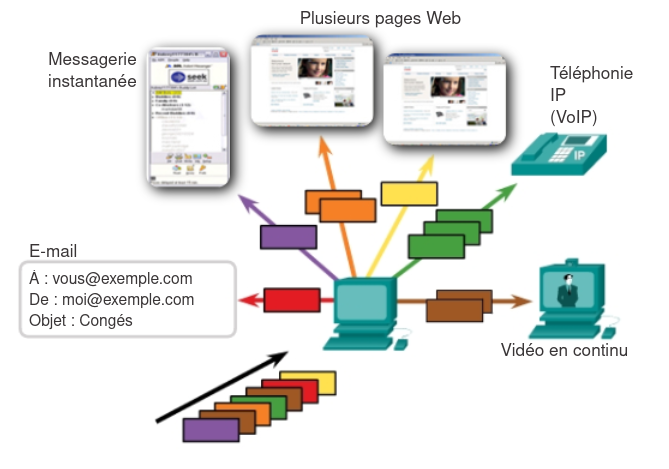 Plusieurs pages Web
Messagerie
instantanée
seek
Téléphonie
IP
(VoIP)
IP
E-mail
À : vous@exemple.com
De : moi@exemple.com
Objet : Congés
Vidéo en continu